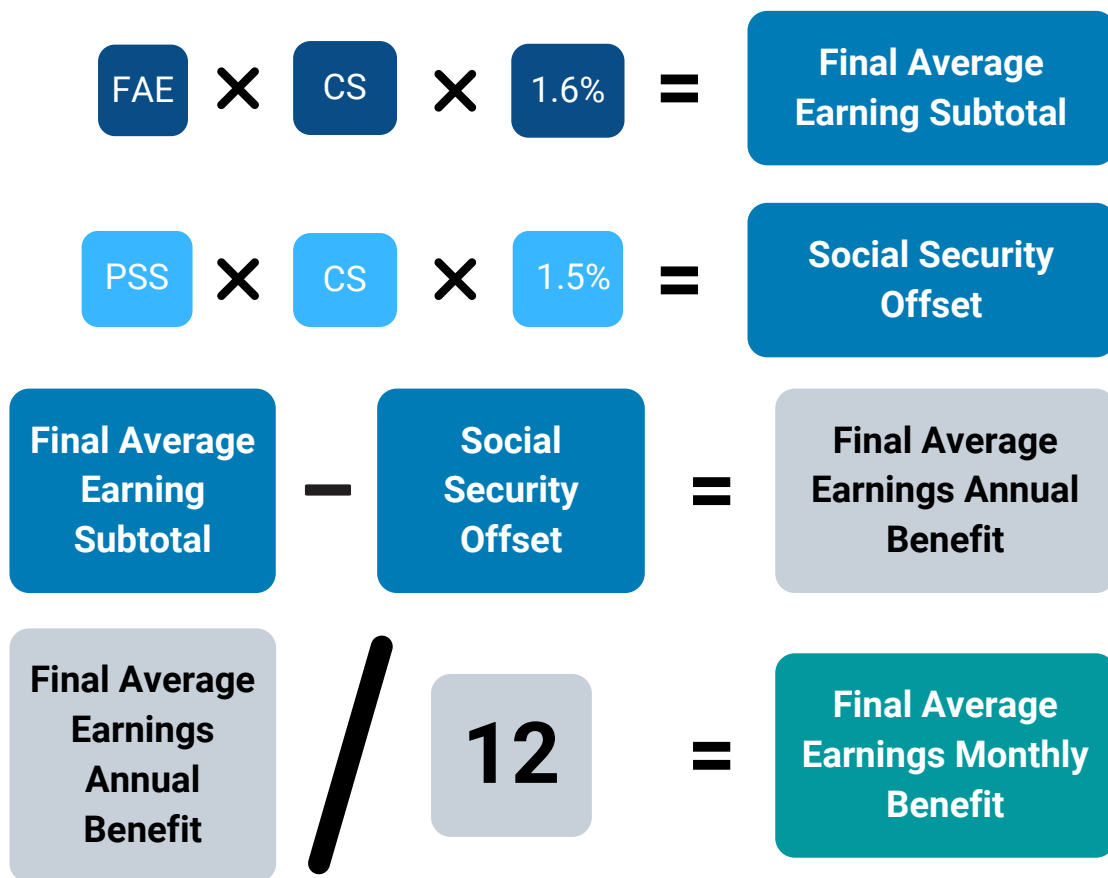 FAE × CS × 1.6% = Final Average
Earning Subtotal
PSS × CS × 1.5% = Social Security
Offset
Final Average
Earning
Subtotal
−
Social
Security
Offset
=
Final Average
Earnings Annual
Benefit
Final Average
Earnings
Annual
Benefit
/
12
=
Final Average
Earnings Monthly
Benefit